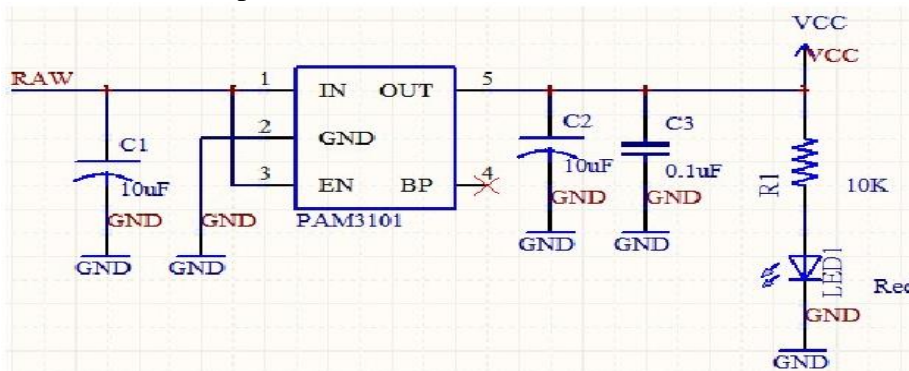 VCC
VCC
RAW
1
IN
OUT
5
2
GND
3
EN
BP
4
PAM3101
C1
10uF
GND
GND
GND
GND
C2
10uF
GND
GND
C3
0.1uF
GND
GND
R1
10K
LED1
GND
GND